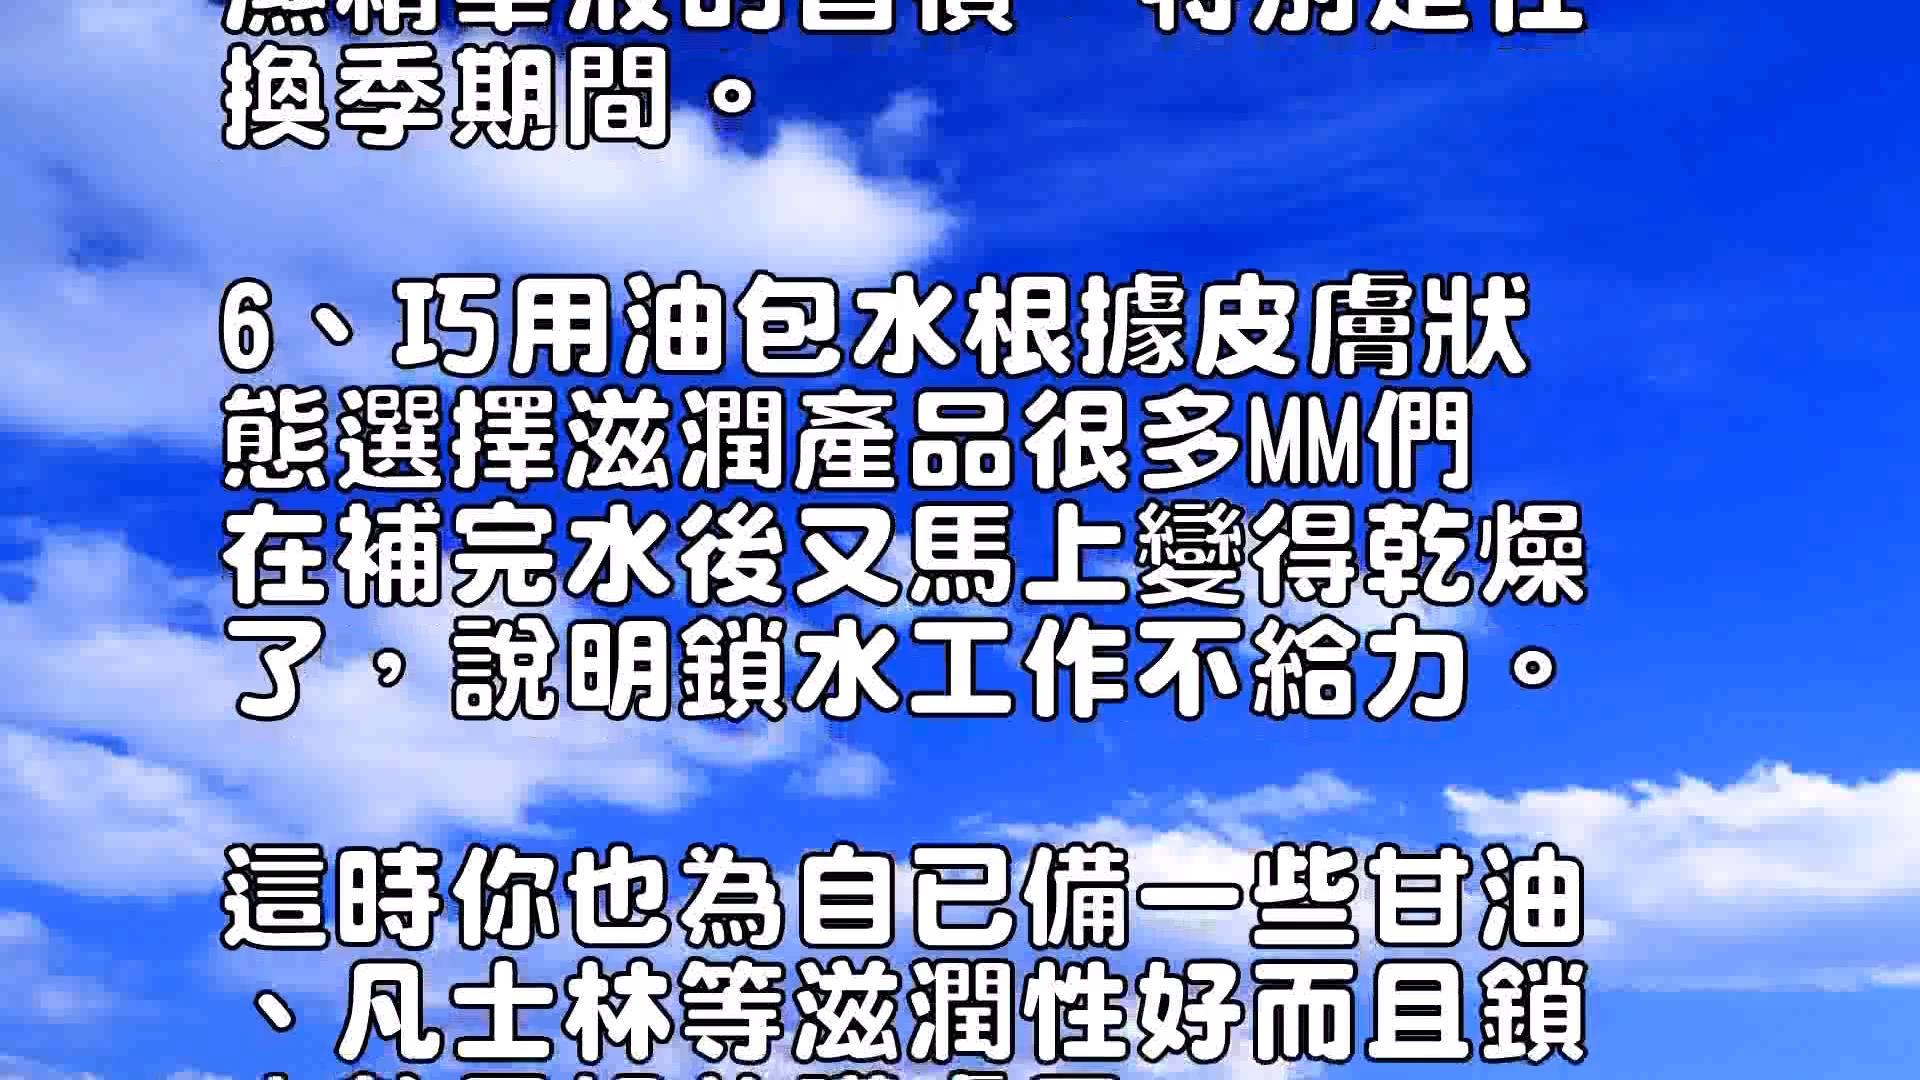 換季期間。
6、巧用油包水根據皮膚狀
態選擇滋潤產品很多MM們
在補完水後又馬上變得乾燥
了，說明鎖水工作不給力。
這時你也為自已備一些甘油
、凡士林等滋潤性好而且鎖